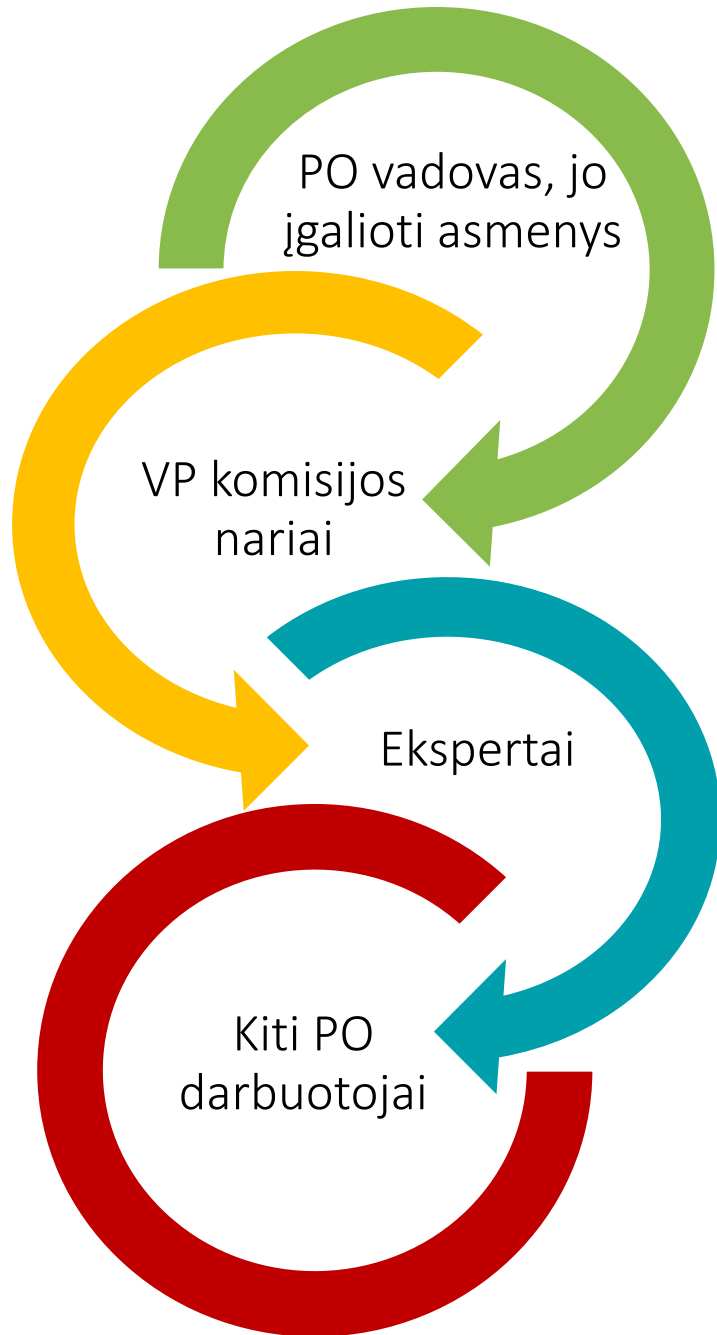 PO vadovas, jo
įgalioti asmenys
VP komisijos
nariai
Ekspertai
Kiti PO
darbuotojai